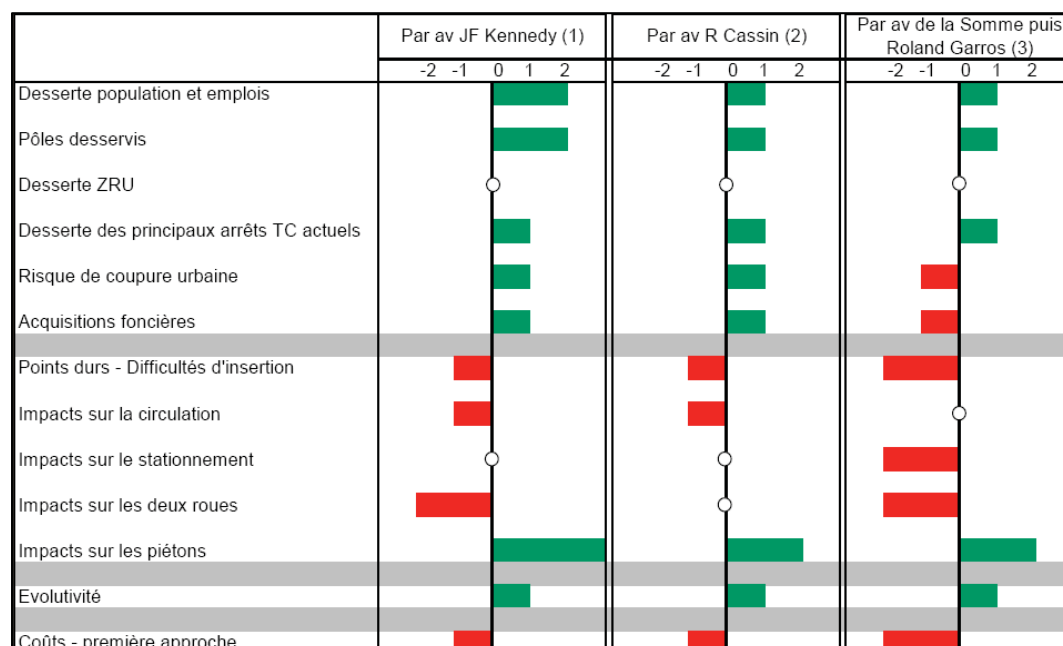 Par av JF Kennedy (1)
Par av R Cassin (2)
Par av de la Somme puis
Roland Garros (3)
-2 -1 0 1 2
-2 -1 0 1 2
-2 -1 0 1 2
Desserte population et emplois
Pôles desservis
Desserte ZRU
Desserte des principaux arrêts TC actuels
Risque de coupure urbaine
Acquisitions foncières
Points durs - Difficultés d'insertion
Impacts sur la circulation
Impacts sur le stationnement
Impacts sur les deux roues
Impacts sur les piétons
Evolutivité
Coûts - première approche